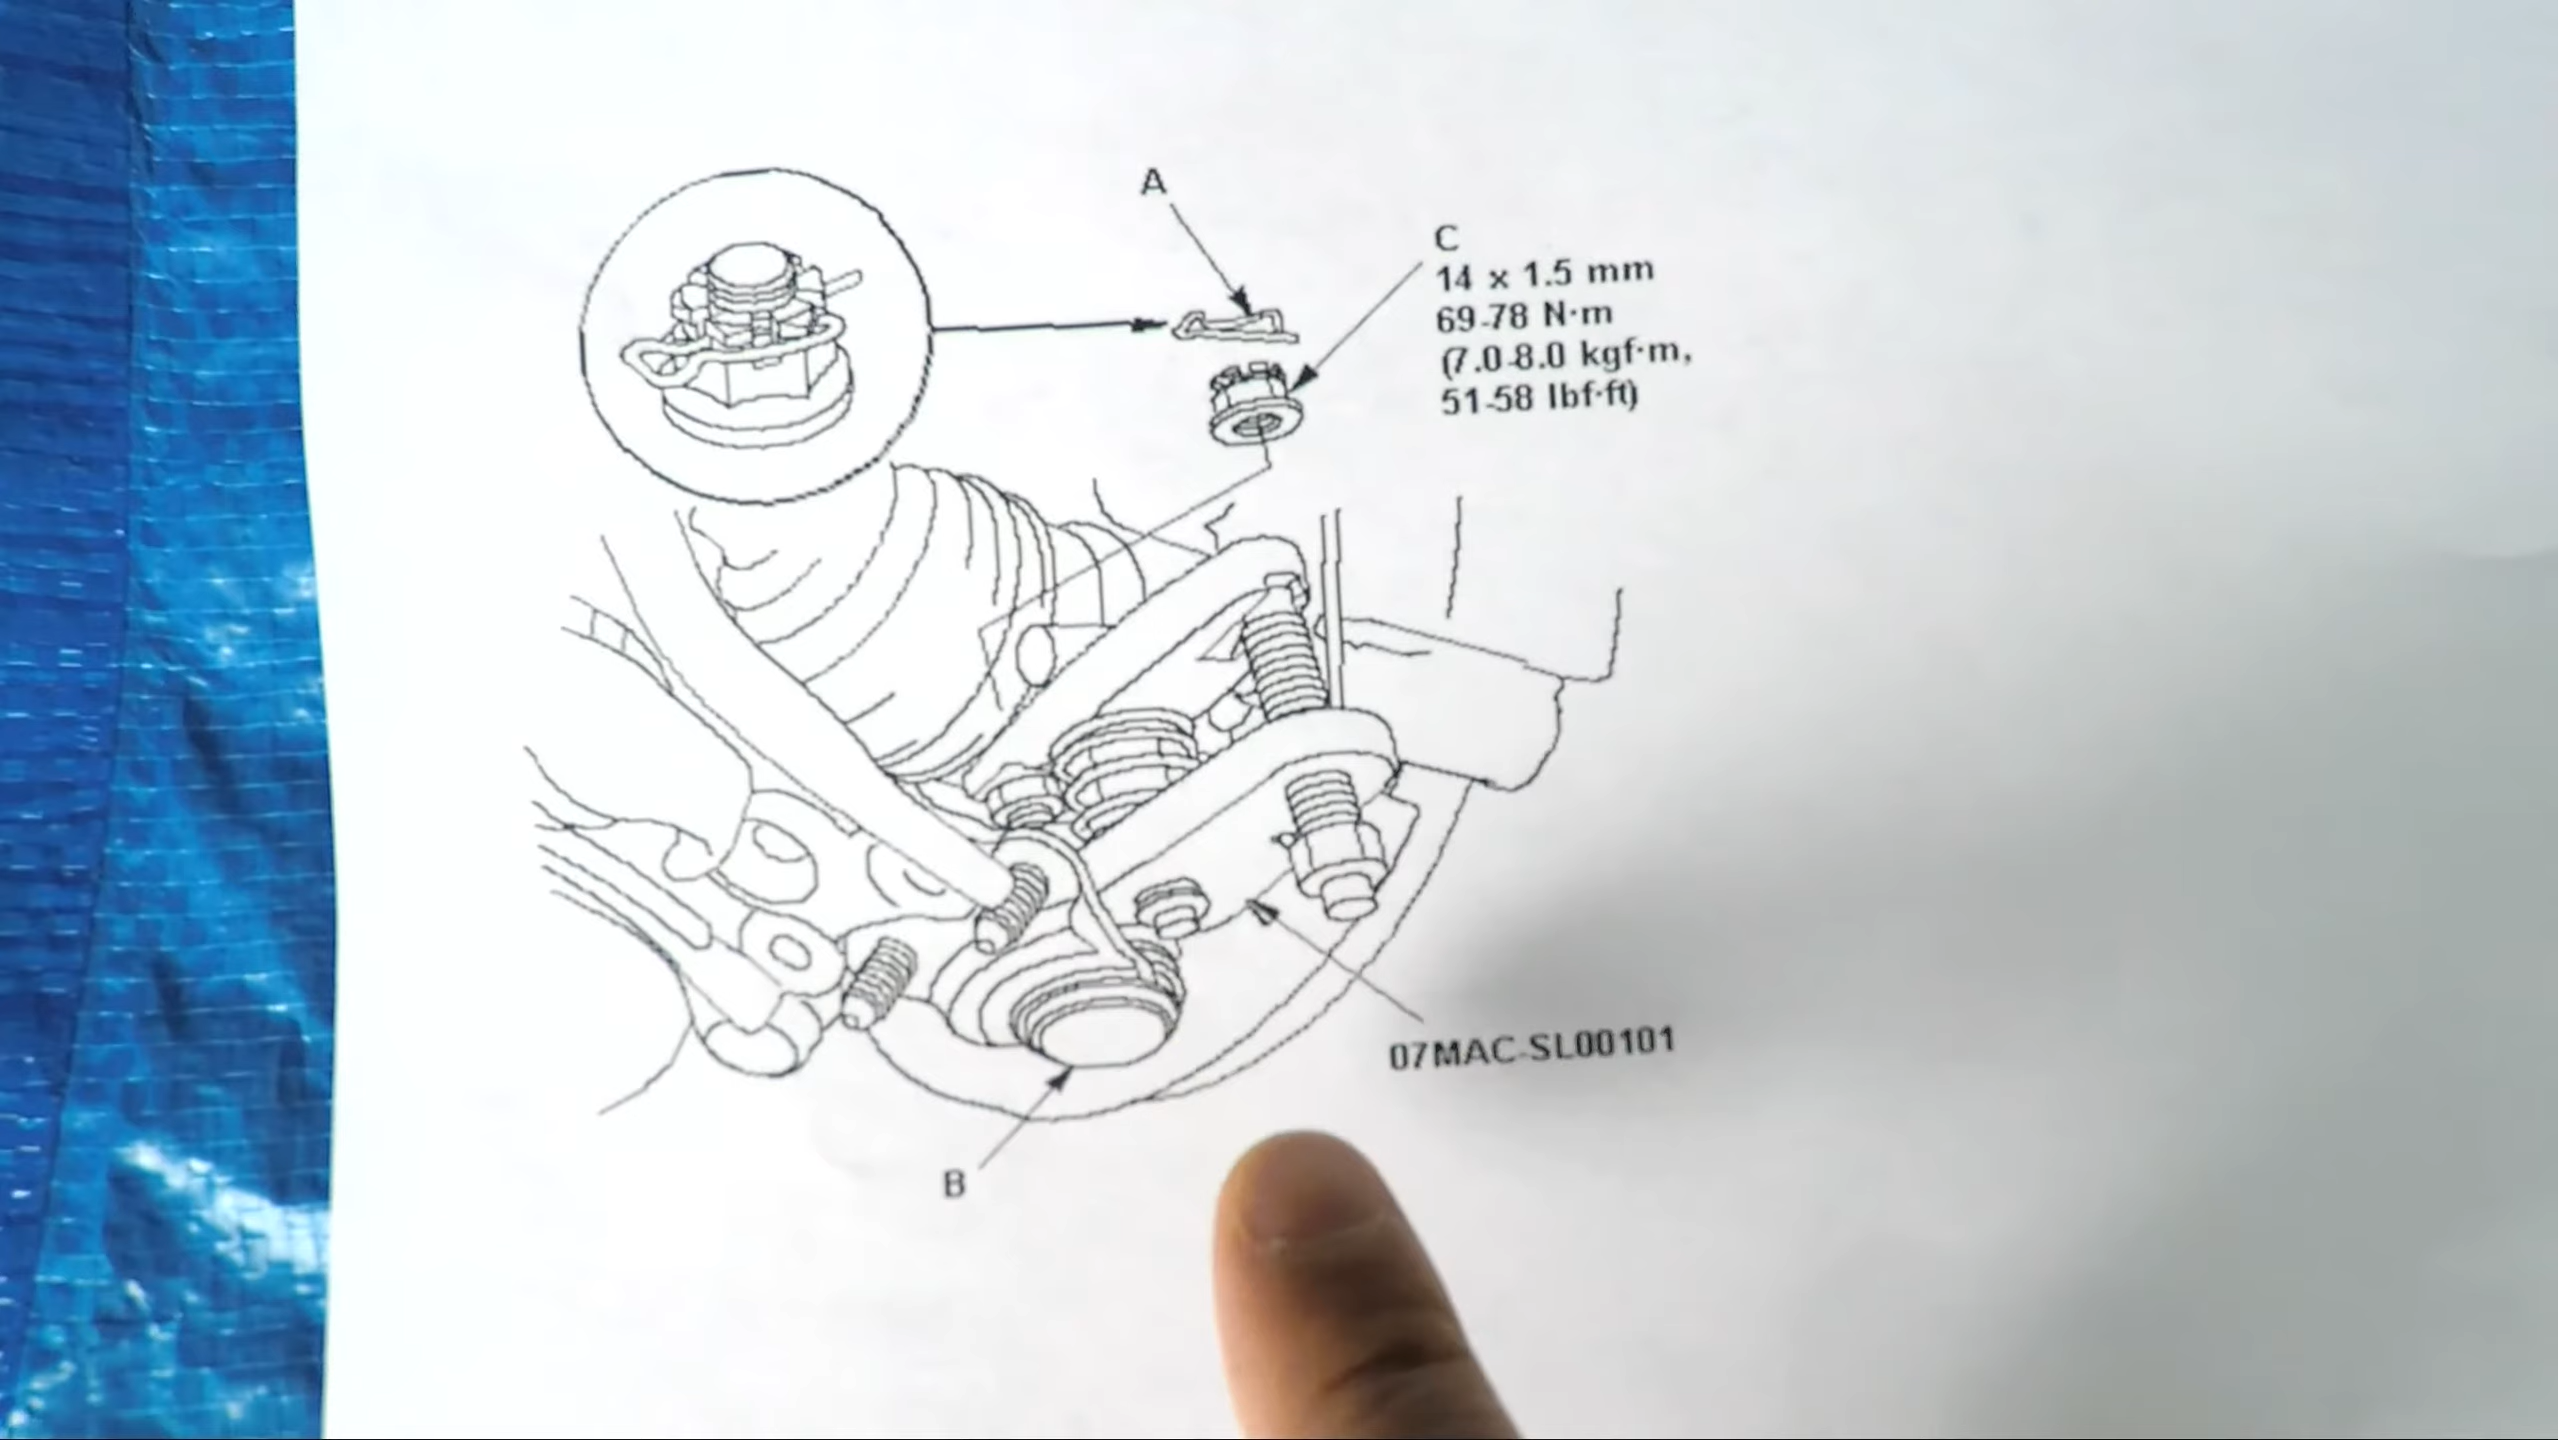 A
C
14 x 1.5 mm
69-78 N·m
(7.0-8.0 kgf·m,
51-58 lbf·ft)
07MAC-SL00101
B